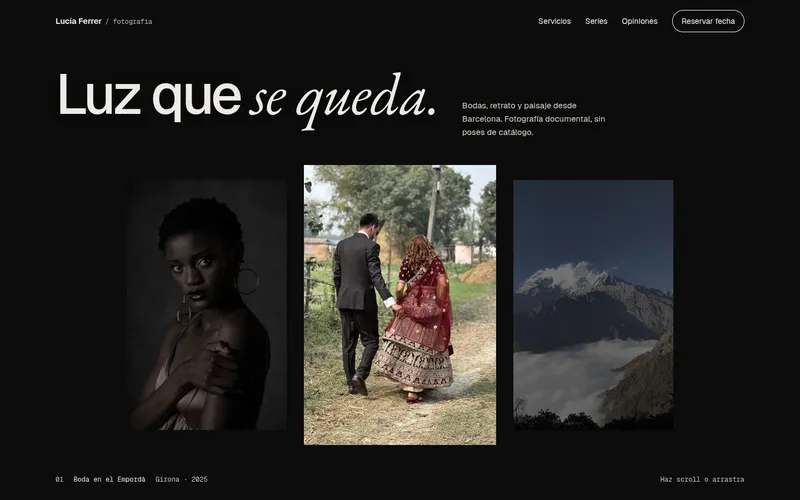 Lucía Ferrer / fotografía
Servicios Series Opiniones Reservar fecha
Luz que se queda.
Bodas, retrato y paisaje desde
Barcelona. Fotografía documental, sin
poses de catálogo.
01 Boda en el Empordà Girona · 2025
Haz scroll o arrastra